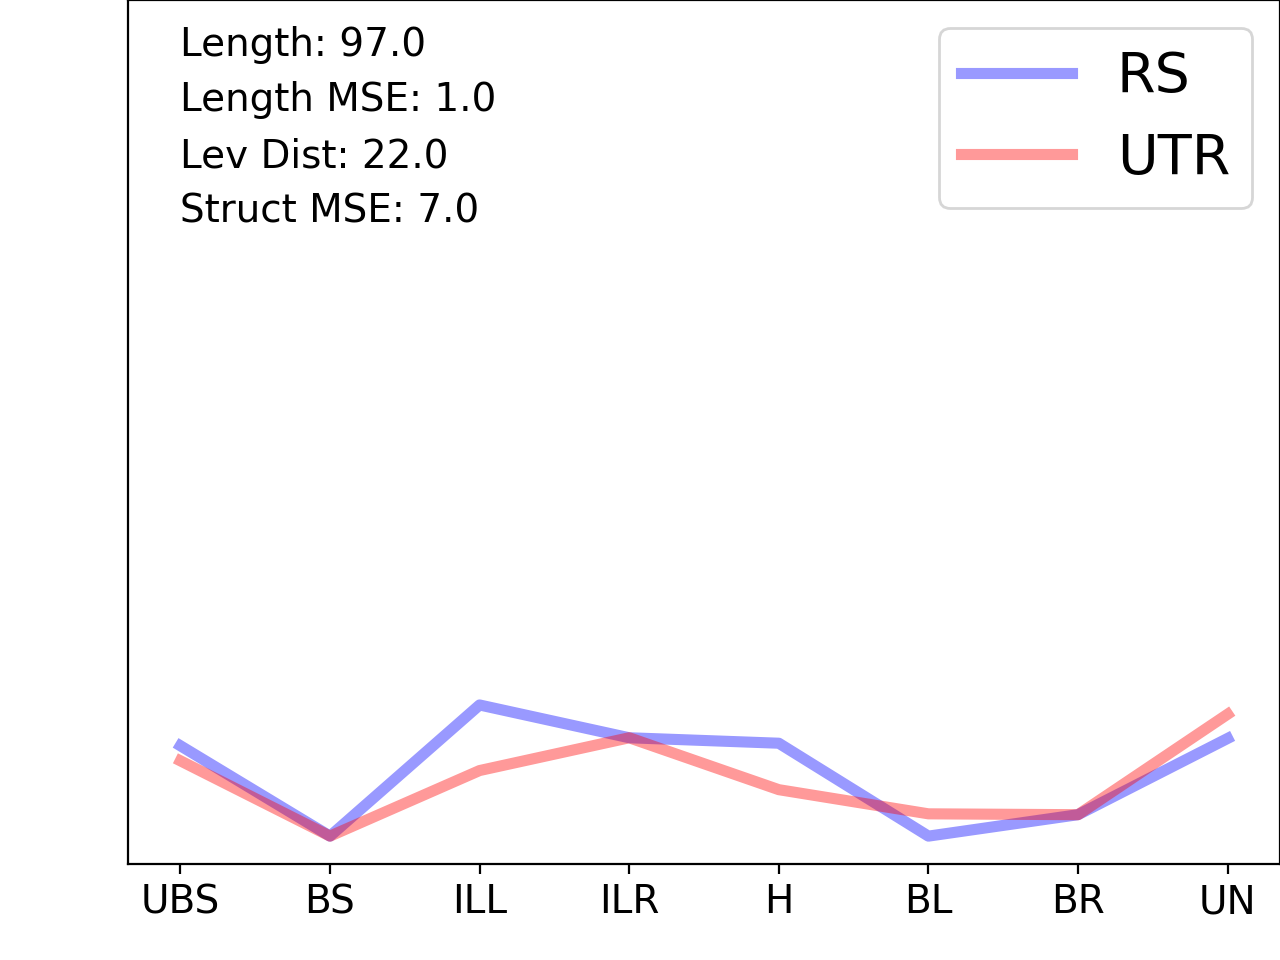 Length: 97.0
Length MSE: 1.0
Lev Dist: 22.0
Struct MSE: 7.0
RS
UTR
UBS BS ILL ILR H BL BR UN